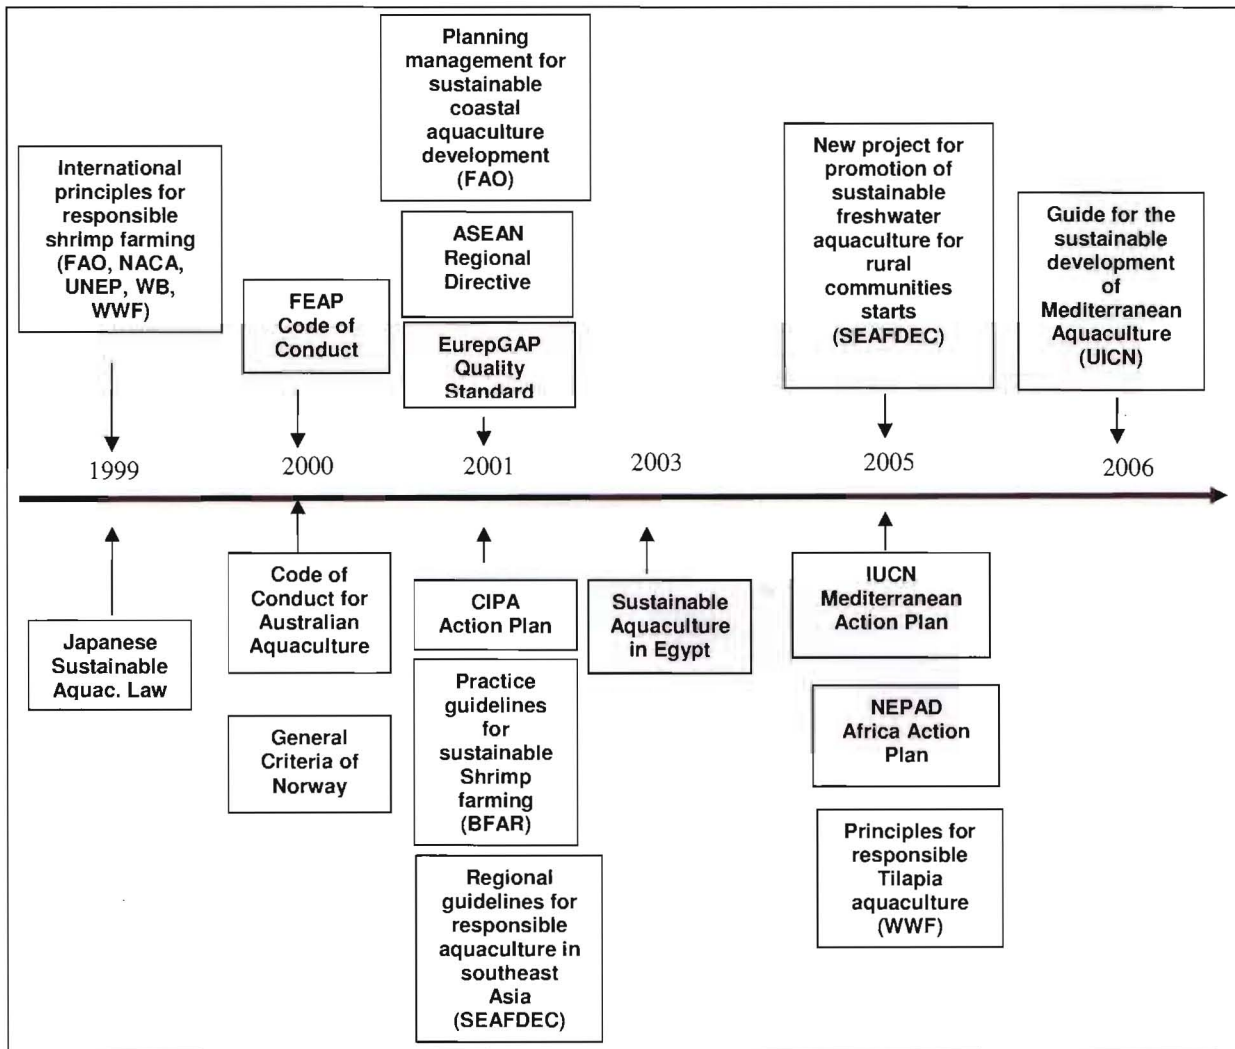 International
principles for
responsible
shrimp farming
(FAO, NACA,
UNEP, WB,
WWF)
FEAP
Code of
Conduct
Planning
management for
sustainable
coastal
aquaculture
development
(FAO)
ASEAN
Regional
Directive
EurepGAP
Quality
Standard
New project for
promotion of
sustainable
freshwater
aquaculture for
rural
communities
starts
(SEAFDEC)
Guide for the
sustainable
development
of
Mediterranean
Aquaculture
(UICN)
1999
2000
2001
2003
2005
2006
Japanese
Sustainable
Aquac. Law
Code of
Conduct for
Australian
Aquaculture
General
Criteria of
Norway
CIPA
Action Plan
Practice
guidelines
for
sustainable
Shrimp
farming
(BFAR)
Regional
guidelines for
responsible
aquaculture in
southeast
Asia
(SEAFDEC)
Sustainable
Aquaculture
in Egypt
IUCN
Mediterranean
Action Plan
NEPAD
Africa Action
Plan
Principles for
responsible
Tilapia
aquaculture
(WWF)